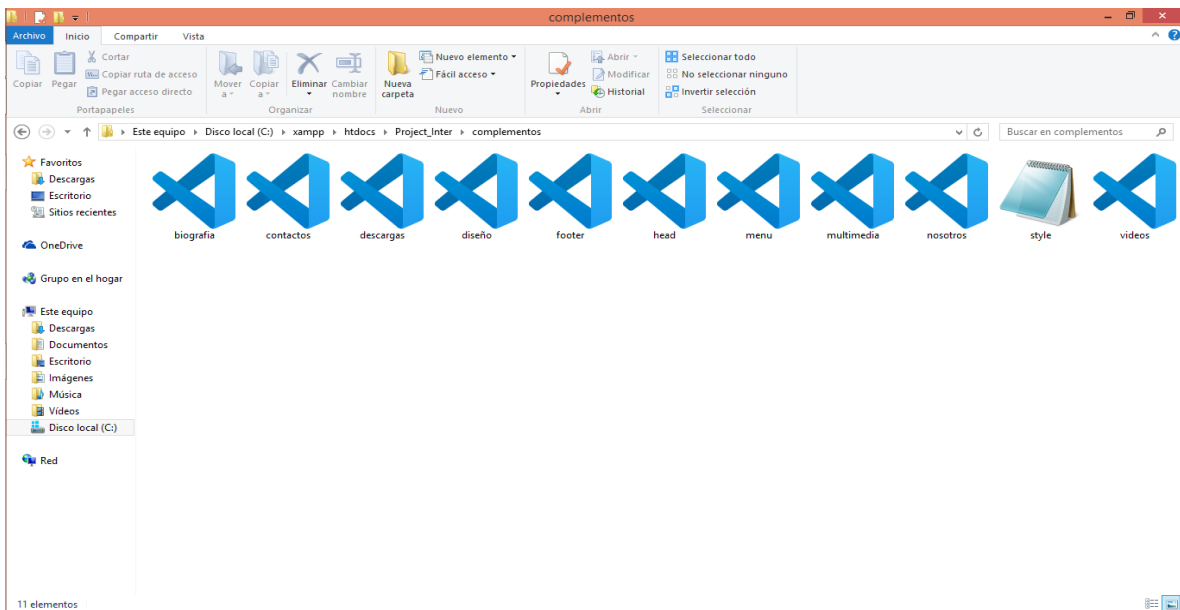 complementos
Archivo Inicio Compartir Vista
Copiar Pegar Cortar Copiar ruta de acceso Pegar acceso directo
Mover a Copiar a Eliminar Cambiar nombre
Nueva carpeta Nuevo elemento Fácil acceso
Propiedades Abrir Modificar Historial
Seleccionar todo No seleccionar ninguno Invertir selección
Portapapeles Organizar Nuevo Abrir Seleccionar
Este equipo Disco local (C:) xampp htdocs Project_Inter complementos Buscar en complementos
Favoritos
Descargas
Escritorio
Sitios recientes
OneDrive
Grupo en el hogar
Este equipo
Descargas
Documentos
Escritorio
Imágenes
Música
Vídeos
Disco local (C:)
Red
biografia contactos descargas diseño footer head menu multimedia nosotros style videos
11 elementos